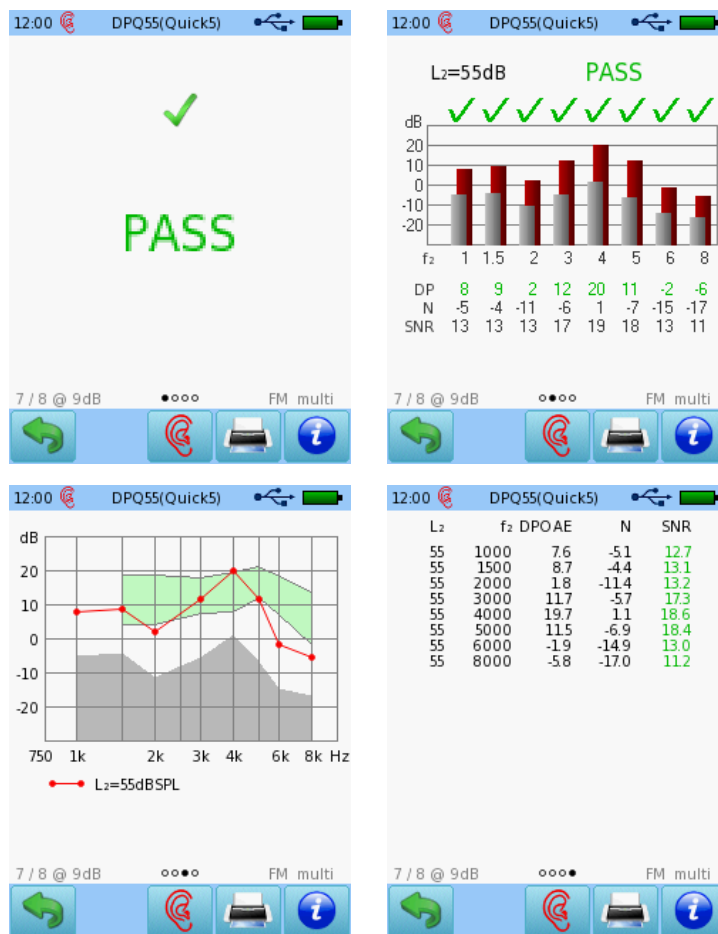 12:00 DPQ55(Quick5)
PASS
7 / 8 @ 9dB FM multi
12:00 DPQ55(Quick5)
L₂=55dB PASS
dB
20
10
0
-10
-20
f₂ 1 1.5 2 3 4 5 6 8
DP 8 9 2 12 20 11 -2 -6
N -5 -4 -11 -6 1 -7 -15 -17
SNR 13 13 13 17 19 18 13 11
7 / 8 @ 9dB FM multi
12:00 DPQ55(Quick5)
dB
20
10
0
-10
-20
750 1k 2k 3k 4k 6k 8k Hz
L₂=55dBSPL
7 / 8 @ 9dB FM multi
12:00 DPQ55(Quick5)
L₂ f₂ DPOAE N SNR
55 1000 7.6 -5.1 12.7
55 1500 8.7 -4.4 13.1
55 2000 1.8 -11.4 13.2
55 3000 11.7 -5.7 17.3
55 4000 19.7 1.1 18.6
55 5000 11.5 -6.9 18.4
55 6000 -1.9 -14.9 13.0
55 8000 -5.8 -17.0 11.2
7 / 8 @ 9dB FM multi